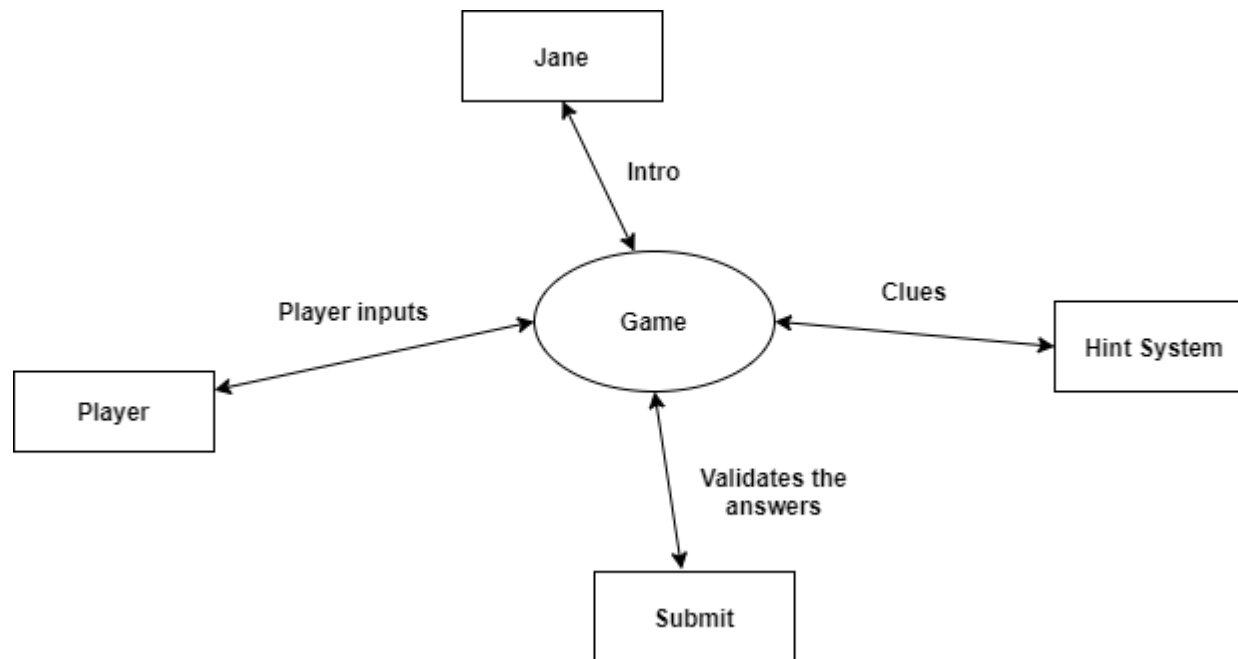 Jane
Intro
Clues
Player inputs
Game
Hint System
Player
Validates the
answers
Submit